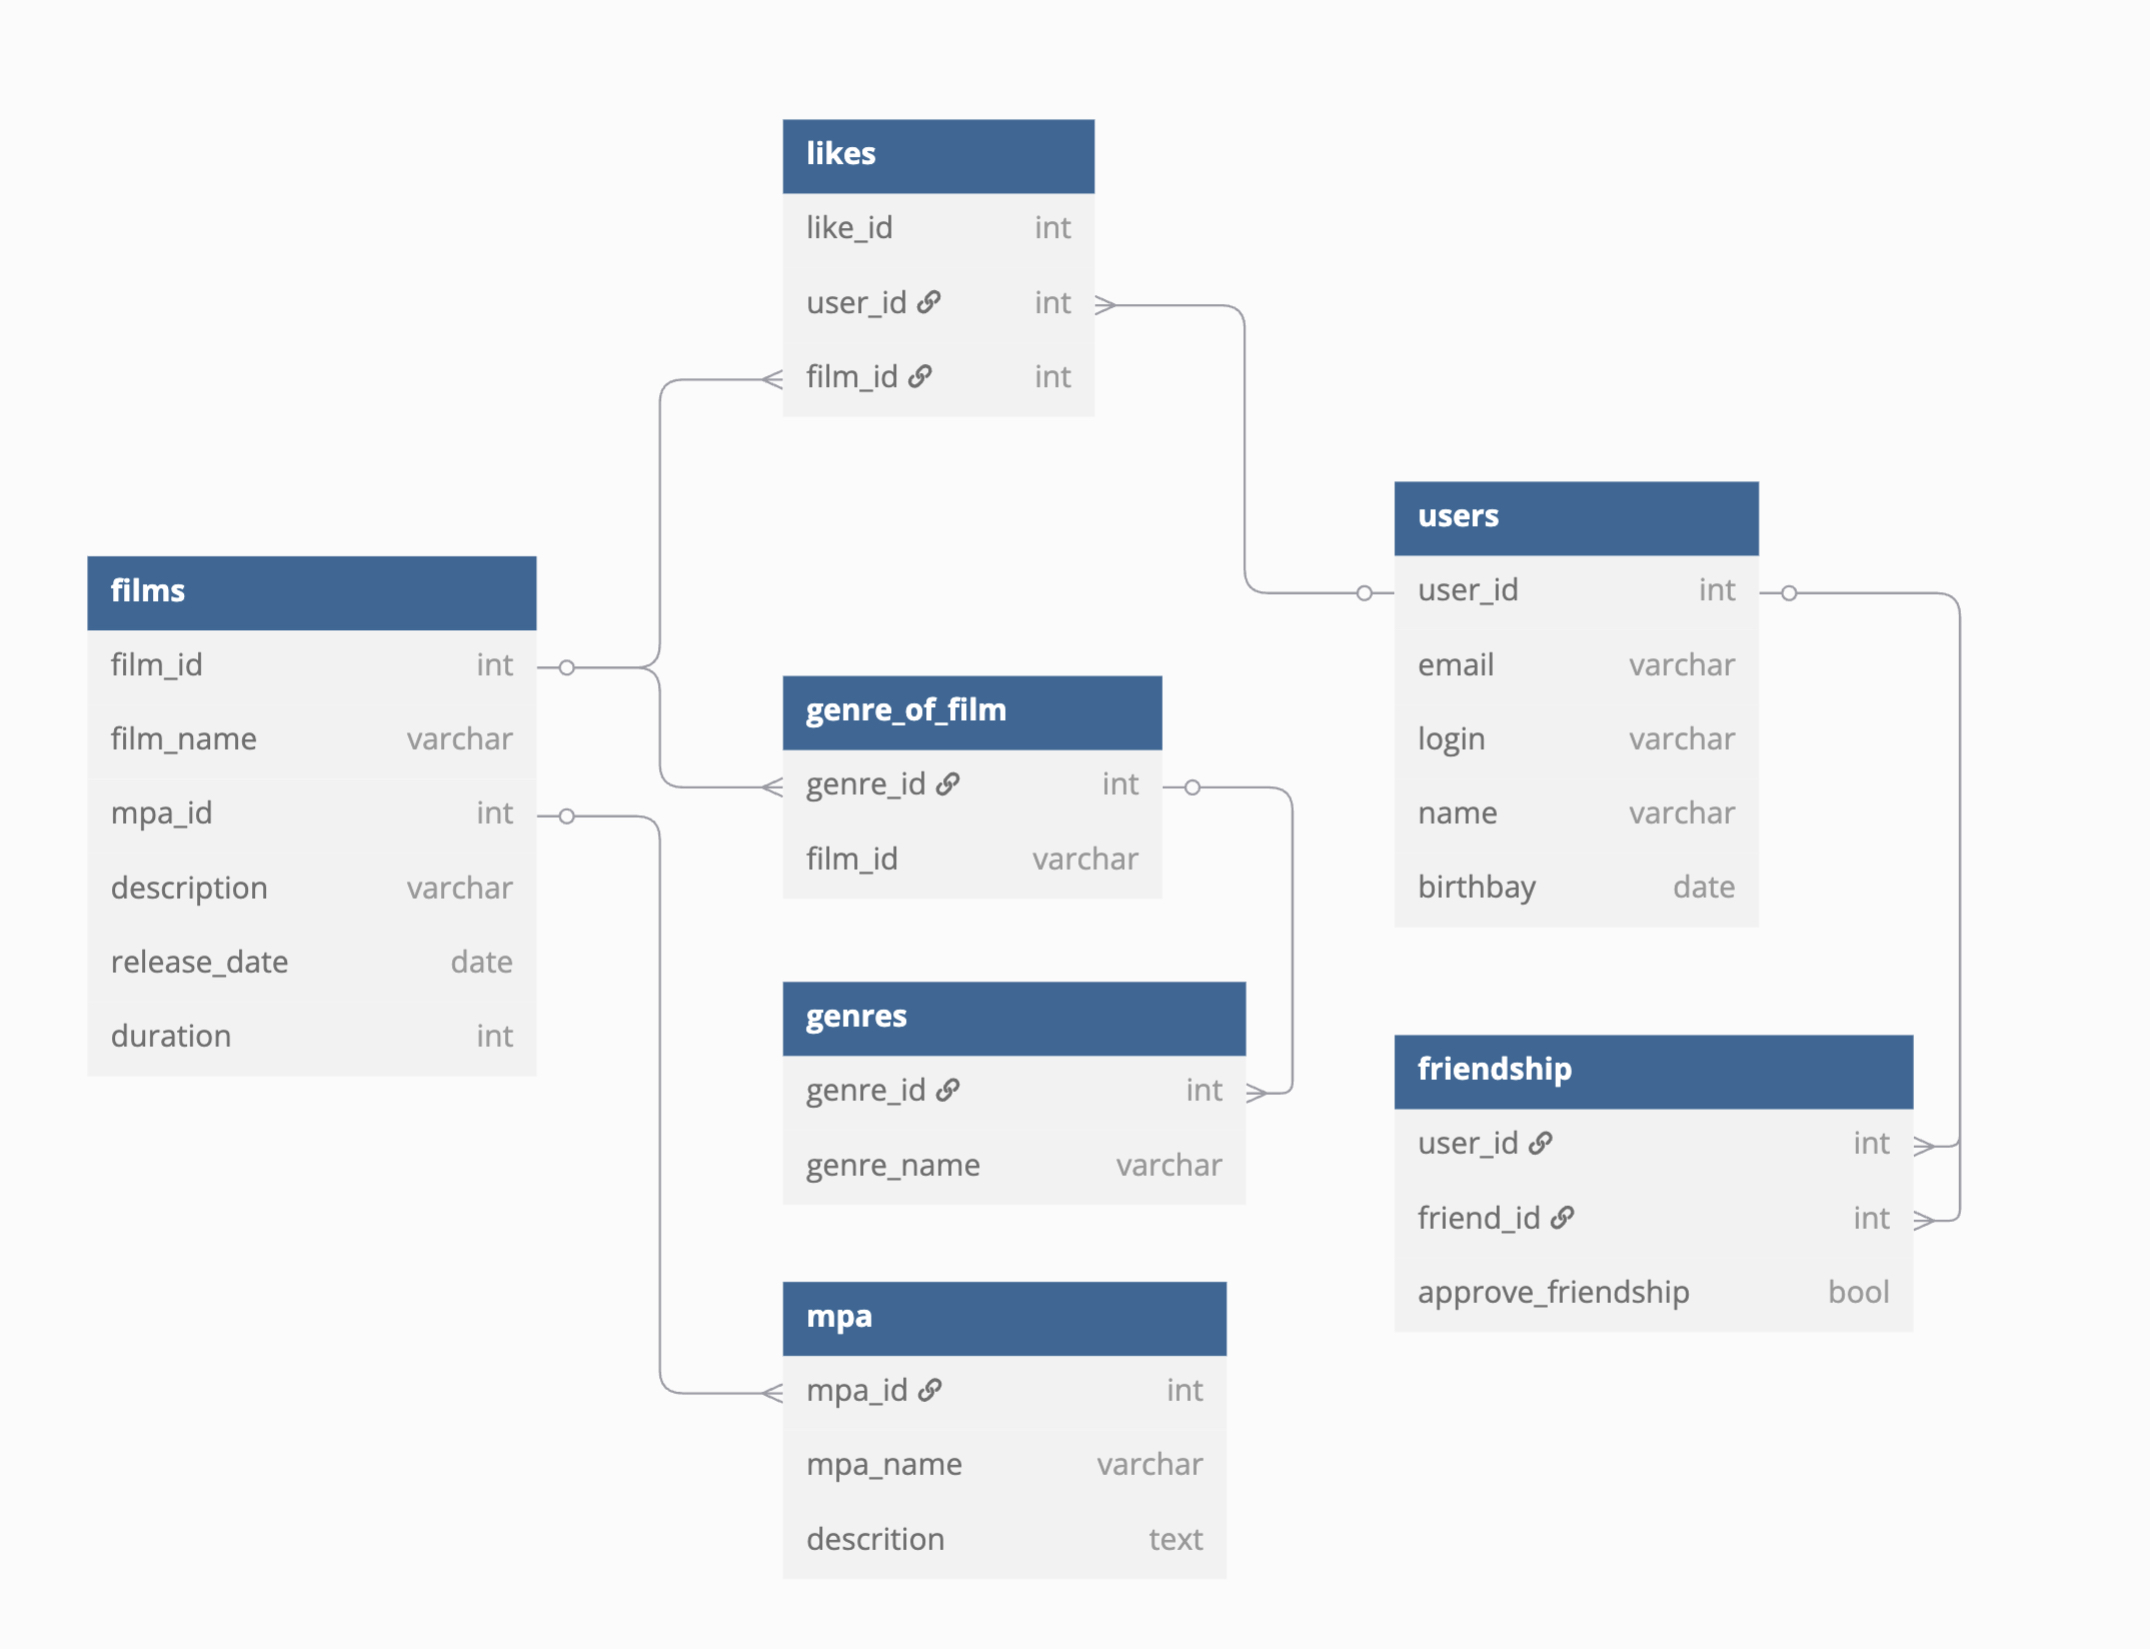 likes
like_id int
user_id int
film_id int
films
film_id int
film_name varchar
mpa_id int
description varchar
release_date date
duration int
genre_of_film
genre_id int
film_id varchar
genres
genre_id int
genre_name varchar
mpa
mpa_id int
mpa_name varchar
descrition text
users
user_id int
email varchar
login varchar
name varchar
birthbay date
friendship
user_id int
friend_id int
approve_friendship bool